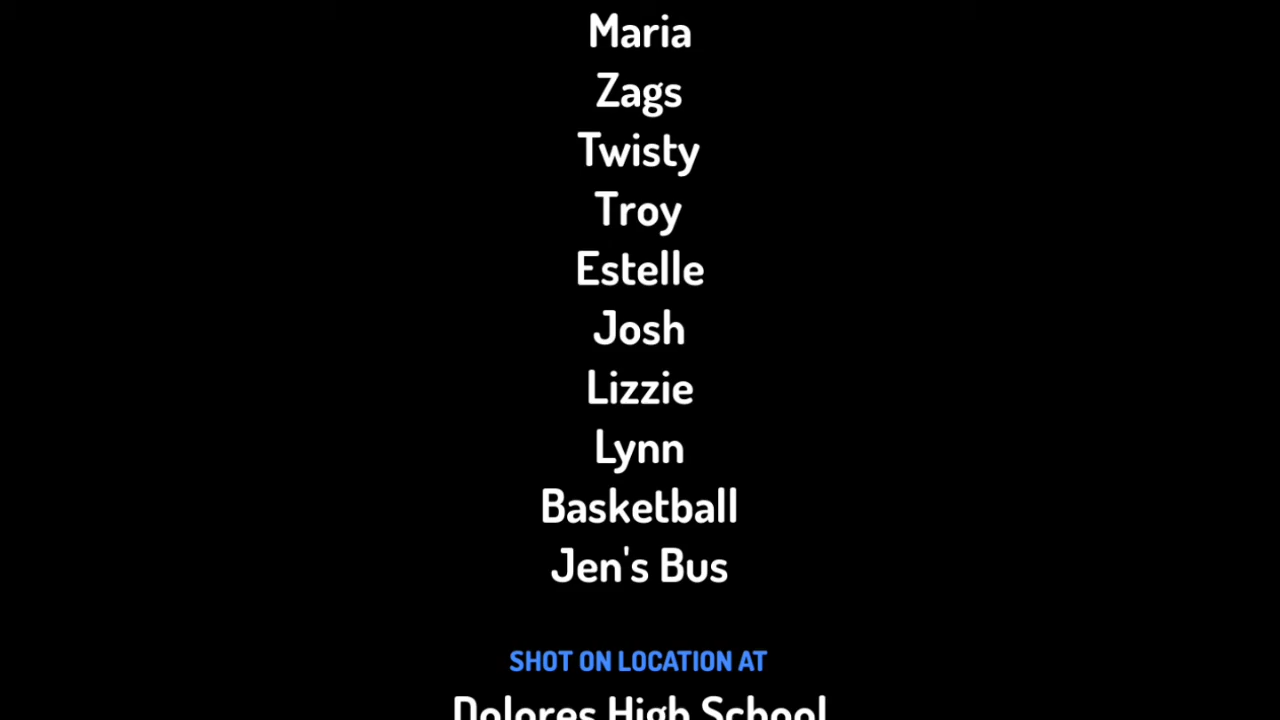 Maria
Zags
Twisty
Troy
Estelle
Josh
Lizzie
Lynn
Basketball
Jen's Bus
SHOT ON LOCATION AT
Dolores High School